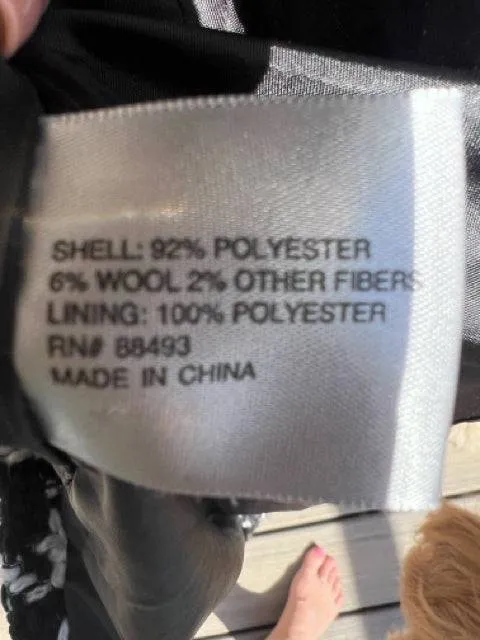 SHELL: 92% POLYESTER
6% WOOL 2% OTHER FIBERS
LINING: 100% POLYESTER
RN# 88493
MADE IN CHINA